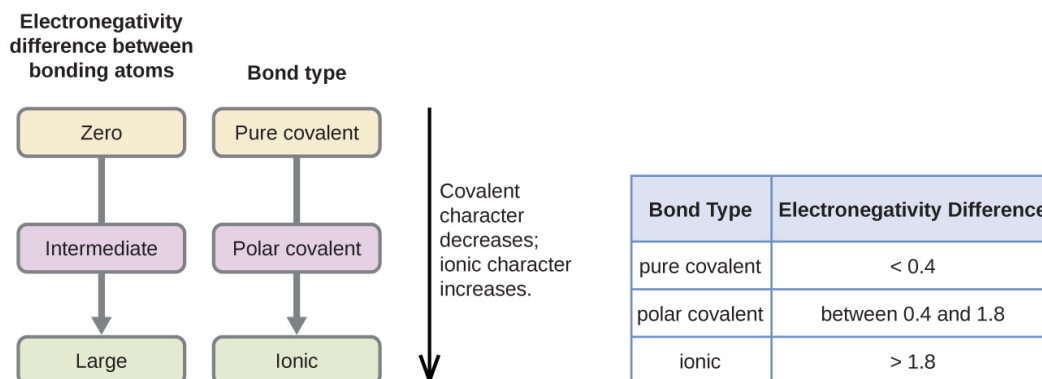 Electronegativity
difference between
bonding atoms
Bond type
Zero
Pure covalent
Intermediate
Polar covalent
Large
Ionic
Covalent
character
decreases;
ionic character
increases.
Bond Type Electronegativity Difference
pure covalent < 0.4
polar covalent between 0.4 and 1.8
ionic > 1.8